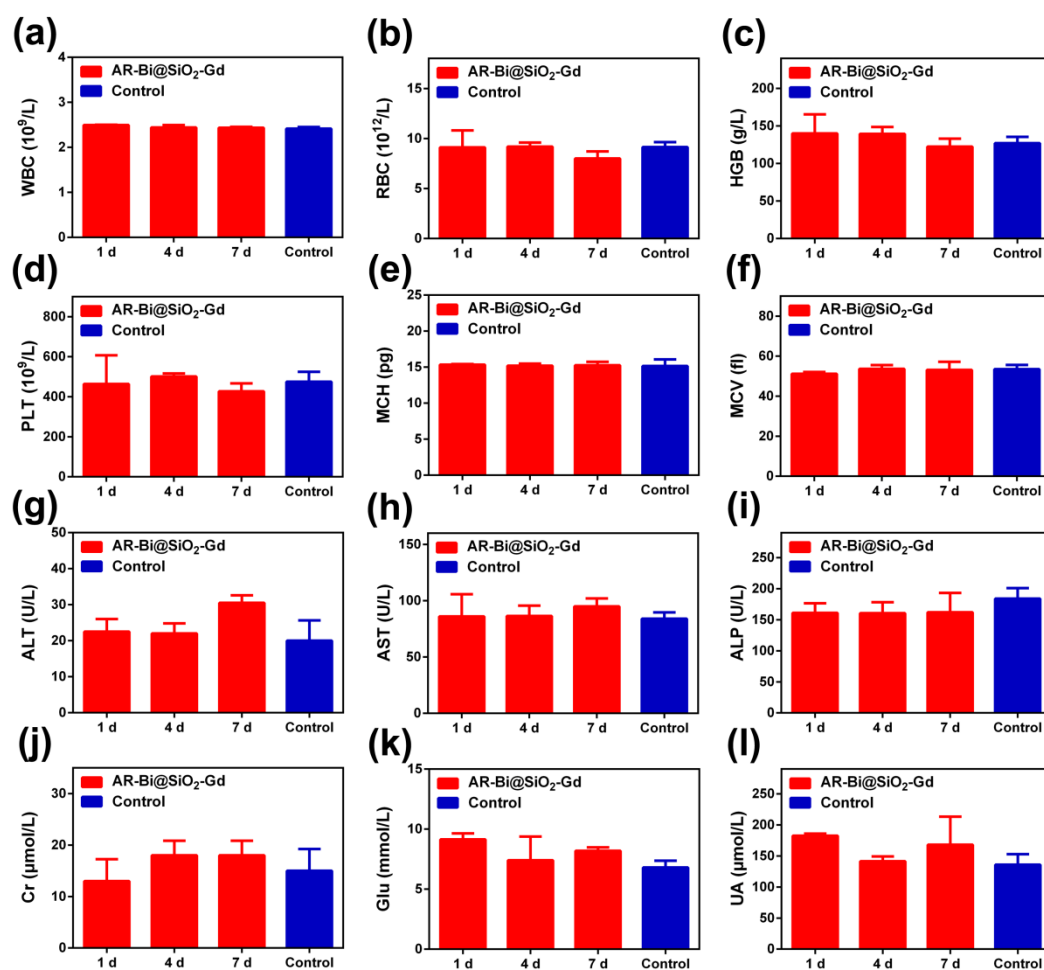 (a)
WBC (10⁹/L)
4
3
2
1
0
AR-Bi@SiO₂-Gd
Control
1 d 4 d 7 d Control
(b)
RBC (10¹²/L)
15
10
5
0
AR-Bi@SiO₂-Gd
Control
1 d 4 d 7 d Control
(c)
HGB (g/L)
200
150
100
50
0
AR-Bi@SiO₂-Gd
Control
1 d 4 d 7 d Control
(d)
PLT (10⁹/L)
800
600
400
200
0
AR-Bi@SiO₂-Gd
Control
1 d 4 d 7 d Control
(e)
MCH (pg)
25
20
15
10
5
0
AR-Bi@SiO₂-Gd
Control
1 d 4 d 7 d Control
(f)
MCV (fl)
80
60
40
20
0
AR-Bi@SiO₂-Gd
Control
1 d 4 d 7 d Control
(g)
ALT (U/L)
50
40
30
20
10
0
AR-Bi@SiO₂-Gd
Control
1 d 4 d 7 d Control
(h)
AST (U/L)
150
100
50
0
AR-Bi@SiO₂-Gd
Control
1 d 4 d 7 d Control
(i)
ALP (U/L)
250
200
150
100
50
0
AR-Bi@SiO₂-Gd
Control
1 d 4 d 7 d Control
(j)
Cr (μmol/L)
30
20
10
0
AR-Bi@SiO₂-Gd
Control
1 d 4 d 7 d Control
(k)
Glu (mmol/L)
15
10
5
0
AR-Bi@SiO₂-Gd
Control
1 d 4 d 7 d Control
(l)
UA (μmol/L)
250
200
150
100
50
0
AR-Bi@SiO₂-Gd
Control
1 d 4 d 7 d Control